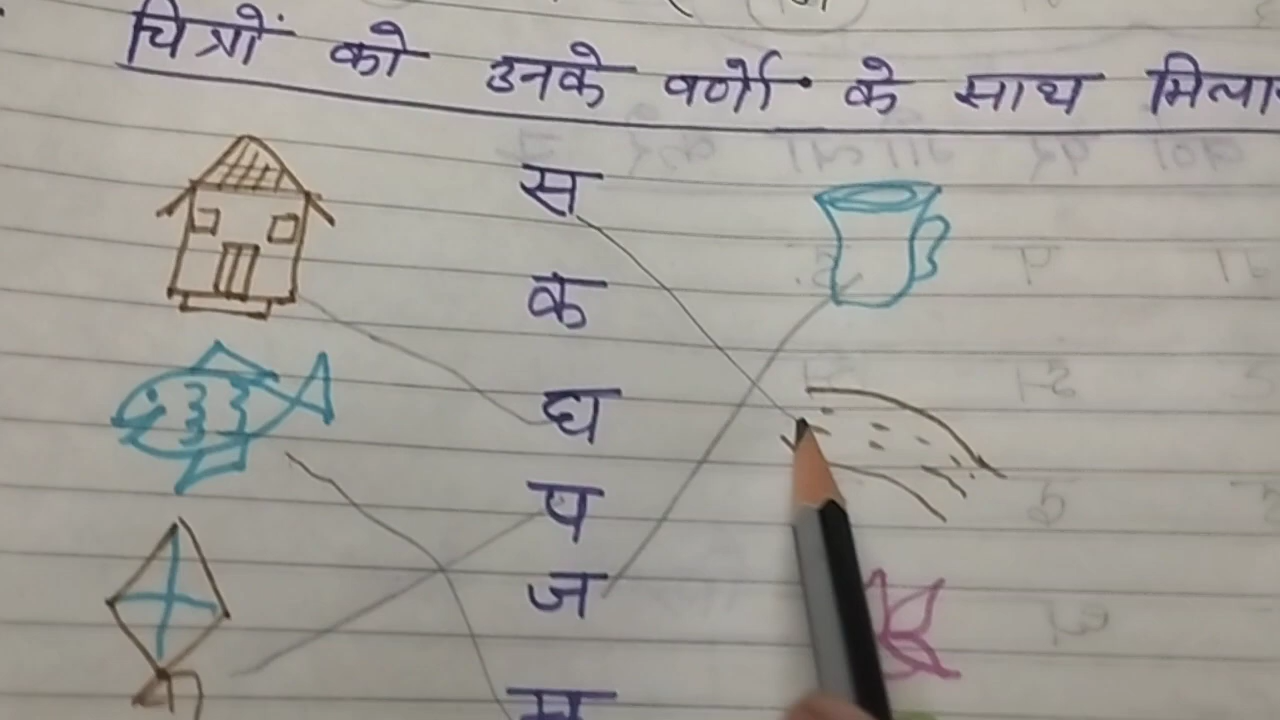 चित्रों को उनके वर्णो के साथ
स
क
घ
प
ज
म